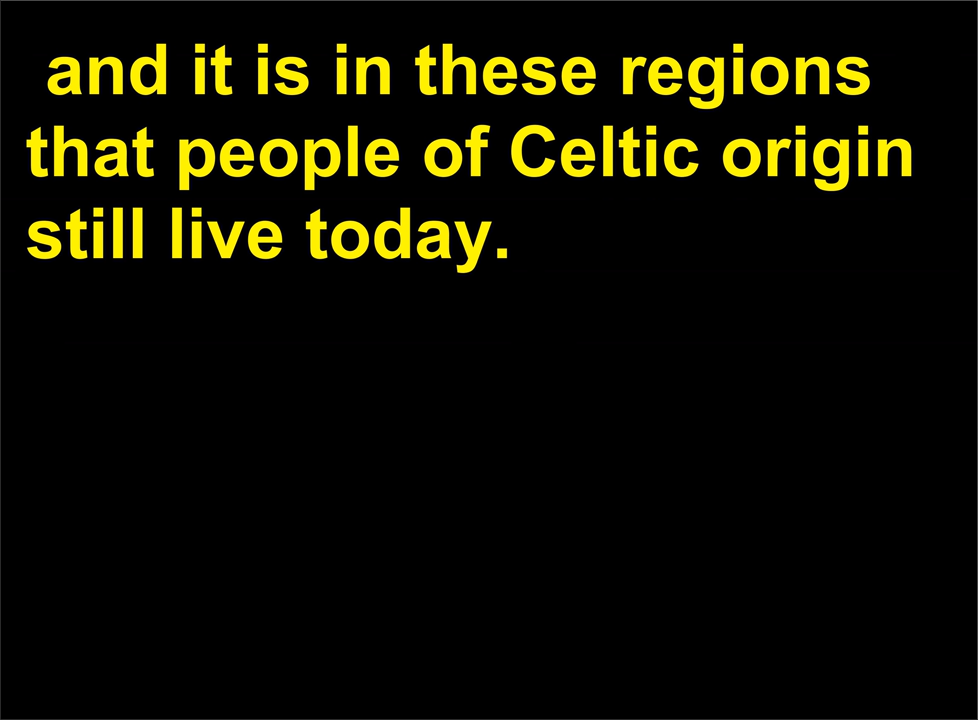 and it is in these regions
that people of Celtic origin
still live today.